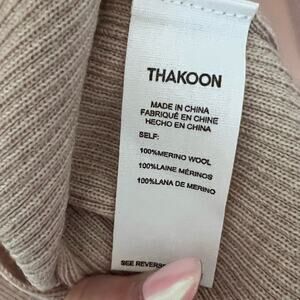 THAKOON
MADE IN CHINA
FABRIQUÉ EN CHINE
HECHO EN CHINA
SELF:
100%MERINO WOOL
100%LAINE MÉRINOS
100%LANA DE MERINO
SEE REVERS